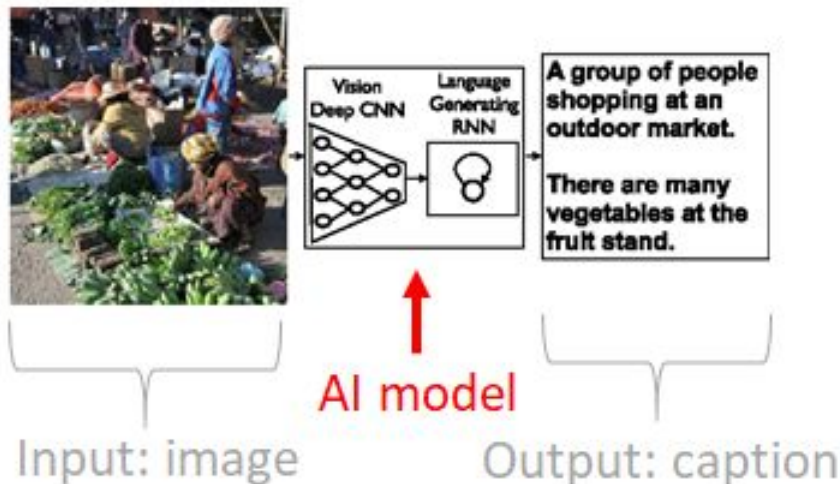 Vision
Deep CNN
Language
Generating
RNN
A group of people
shopping at an
outdoor market.
There are many
vegetables at the
fruit stand.
AI model
Input: image
Output: caption